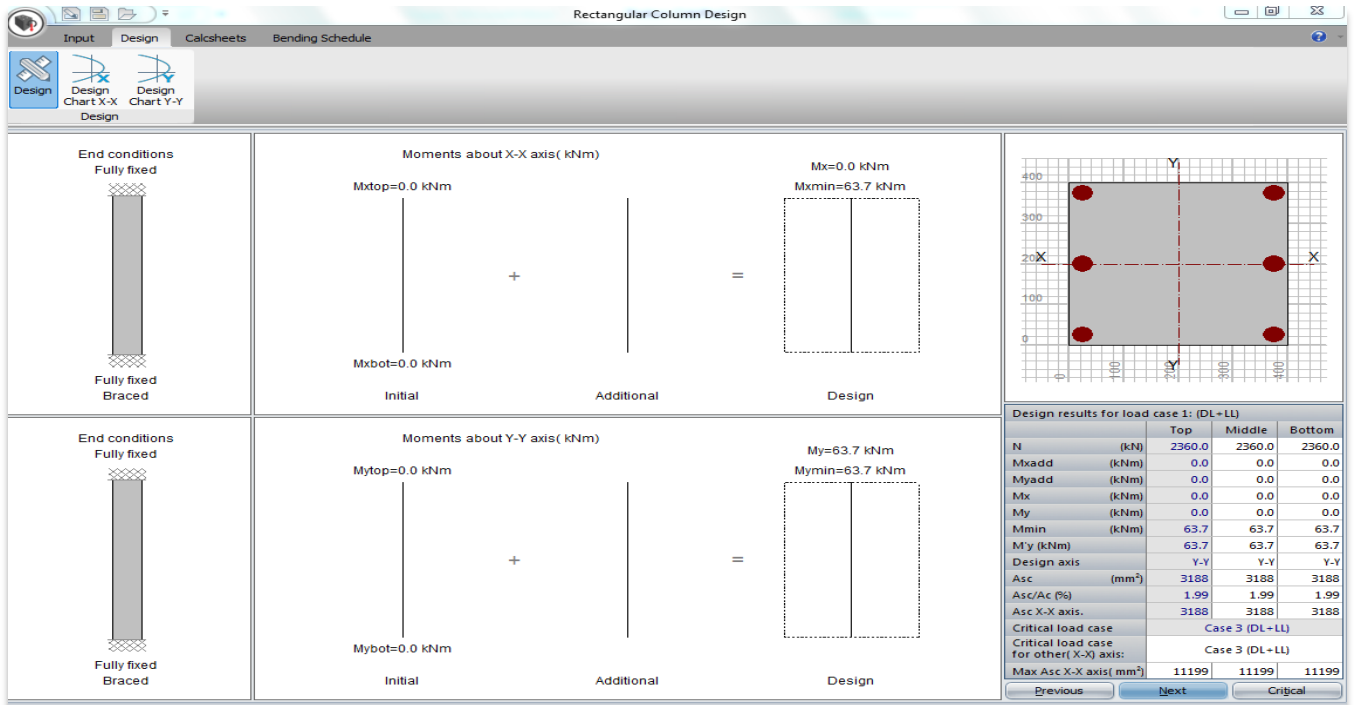 Rectangular Column Design
Input Design Calcsheets Bending Schedule
Design
Design Chart X-X
Design Chart Y-Y
Design
End conditions
Fully fixed
Fully fixed
Braced
Moments about X-X axis( kNm)
Mxtop=0.0 kNm
Mx=0.0 kNm
Mxmin=63.7 kNm
+
=
Mxbot=0.0 kNm
Initial Additional Design
End conditions
Fully fixed
Fully fixed
Braced
Moments about Y-Y axis( kNm)
Mytop=0.0 kNm
My=63.7 kNm
Mymin=63.7 kNm
+
=
Mybot=0.0 kNm
Initial Additional Design
Y
400
300
X 200 X
100
0
Y
0 100 200 300 400
Design results for load case 1: (DL+LL)
Top Middle Bottom
N (kN) 2360.0 2360.0 2360.0
Mxadd (kNm) 0.0 0.0 0.0
Myadd (kNm) 0.0 0.0 0.0
Mx (kNm) 0.0 0.0 0.0
My (kNm) 0.0 0.0 0.0
Mmin (kNm) 63.7 63.7 63.7
M'y (kNm) 63.7 63.7 63.7
Design axis Y-Y Y-Y Y-Y
Asc (mm²) 3188 3188 3188
Asc/Ac (%) 1.99 1.99 1.99
Asc X-X axis. 3188 3188 3188
Critical load case Case 3 (DL+LL)
Critical load case
for other( X-X) axis: Case 3 (DL+LL)
Max Asc X-X axis( mm²) 11199 11199 11199
Previous Next Critical